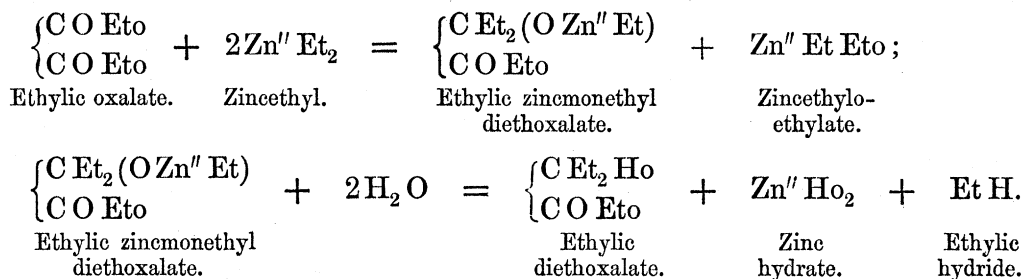 {C O Eto
{C O Eto + 2Zn″ Et₂ = {C Et₂ (O Zn″ Et)
{C O Eto + Zn″ Et Eto;
Ethylic oxalate. Zincethyl. Ethylic zincmonethyl diethoxalate. Zincethylo-
ethylate.
{C Et₂ (O Zn″ Et)
{C O Eto + 2H₂O = {C Et₂ Ho
{C O Eto + Zn″ Ho₂ + Et H.
Ethylic zincmonethyl diethoxalate. Ethylic diethoxalate. Zinc hydrate. Ethylic hydride.